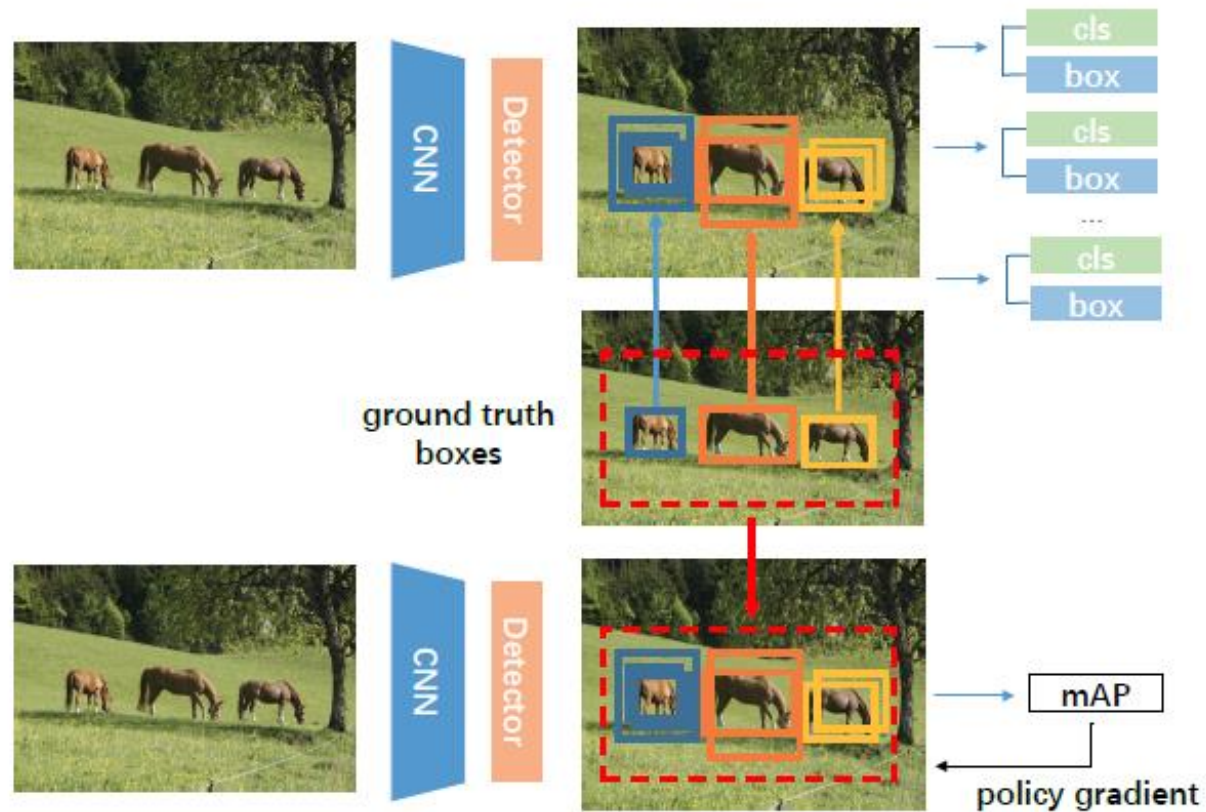 CNN
Detector
cls
box
cls
box
...
cls
box
ground truth
boxes
CNN
Detector
mAP
policy gradient